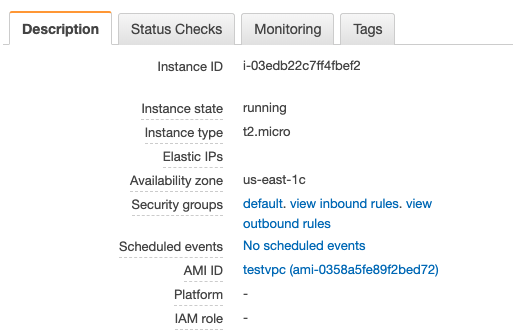 Description Status Checks Monitoring Tags
Instance ID i-03edb22c7ff4fbef2
Instance state running
Instance type t2.micro
Elastic IPs
Availability zone us-east-1c
Security groups default. view inbound rules. view
outbound rules
Scheduled events No scheduled events
AMI ID testvpc (ami-0358a5fe89f2bed72)
Platform -
IAM role -